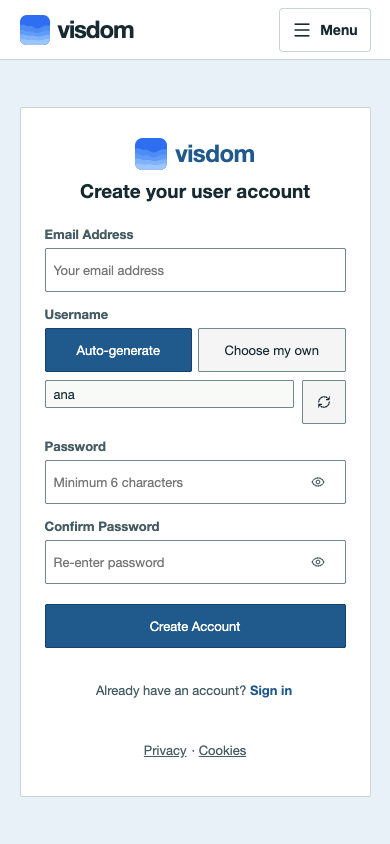 visdom
Menu
visdom
Create your user account
Email Address
Your email address
Username
Auto-generate
Choose my own
ana
Password
Minimum 6 characters
Confirm Password
Re-enter password
Create Account
Already have an account? Sign in
Privacy · Cookies